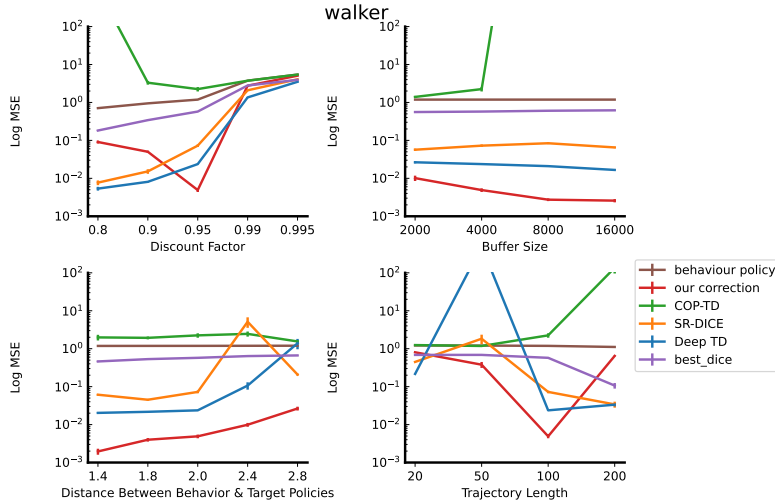 walker
10² 10¹ 10⁰ 10⁻¹ 10⁻² 10⁻³
Log MSE
0.8 0.9 0.95 0.99 0.995
Discount Factor
10² 10¹ 10⁰ 10⁻¹ 10⁻² 10⁻³
Log MSE
2000 4000 8000 16000
Buffer Size
10² 10¹ 10⁰ 10⁻¹ 10⁻² 10⁻³
Log MSE
1.4 1.8 2.0 2.4 2.8
Distance Between Behavior & Target Policies
10² 10¹ 10⁰ 10⁻¹ 10⁻² 10⁻³
Log MSE
20 50 100 200
Trajectory Length
behaviour policy
our correction
COP-TD
SR-DICE
Deep TD
best_dice